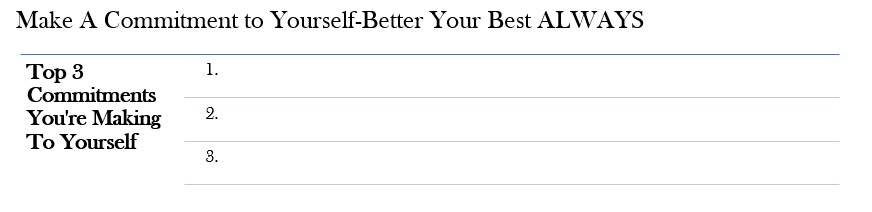 Make A Commitment to Yourself-Better Your Best ALWAYS
Top 3
Commitments
You're Making
To Yourself
1.
2.
3.